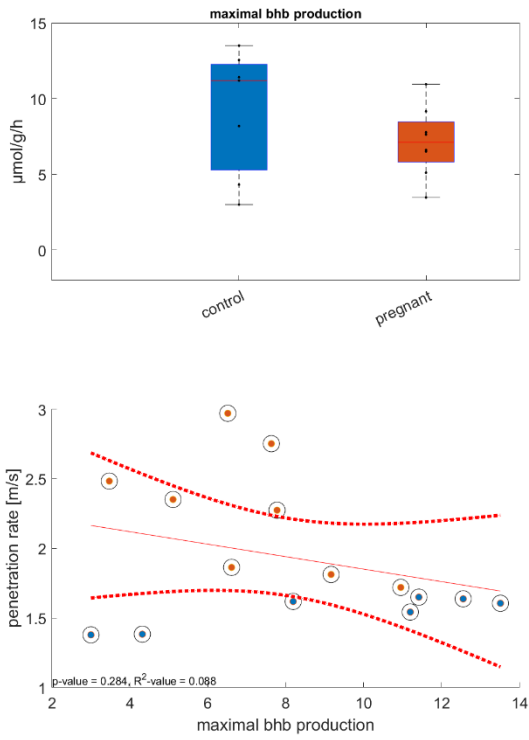 maximal bhb production
15
10
5
0
µmol/g/h
control
pregnant
3
2.5
2
1.5
1
penetration rate [m/s]
p-value = 0.284, R²-value = 0.088
2 4 6 8 10 12 14
maximal bhb production